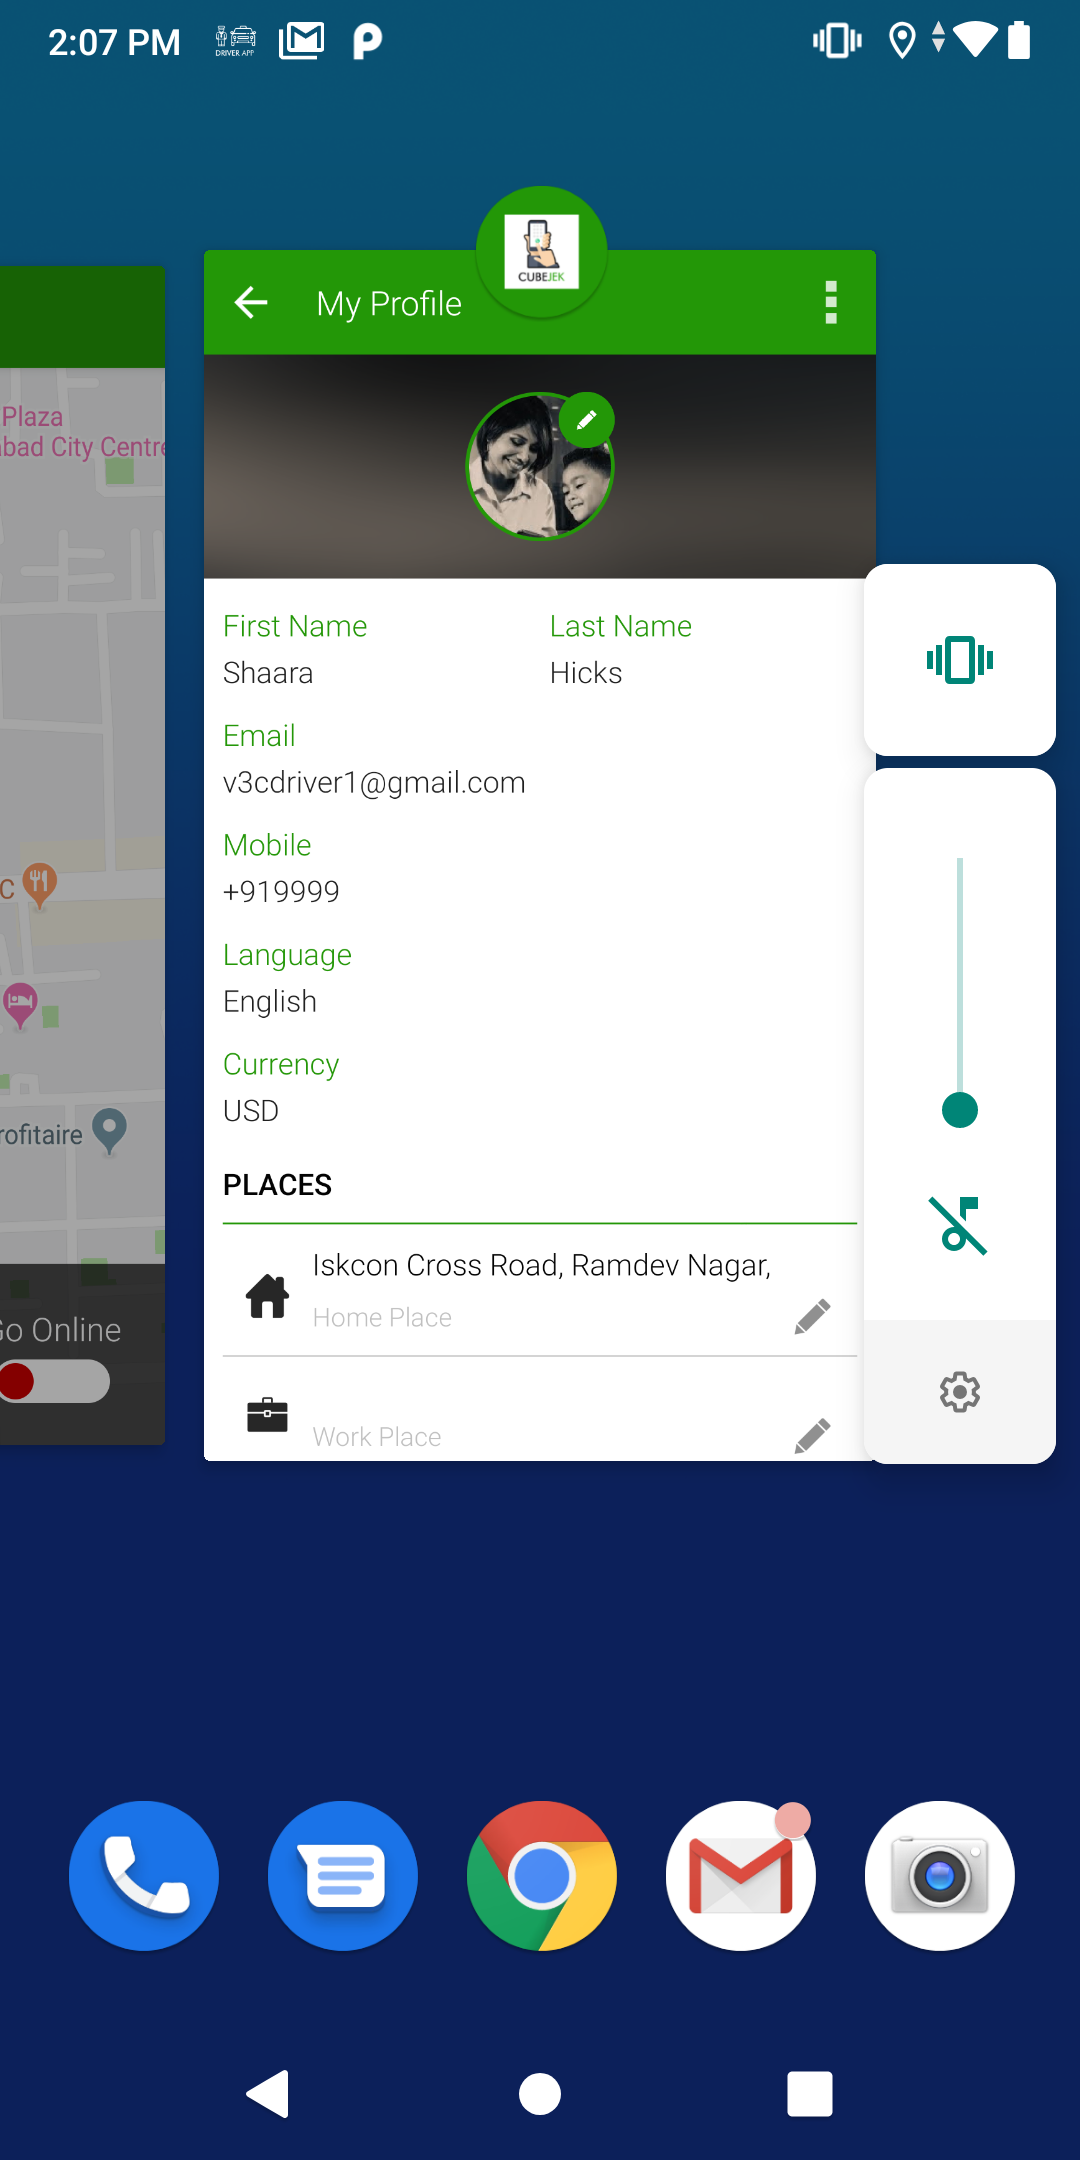 2:07 PM
DRIVER APP
CUBEJEK
My Profile
Plaza
bad City Centre
First Name
Last Name
Shaara
Hicks
Email
v3cdriver1@gmail.com
Mobile
+919999
C
Language
English
Currency
USD
rofitaire
PLACES
Iskcon Cross Road, Ramdev Nagar,
Home Place
Go Online
Work Place